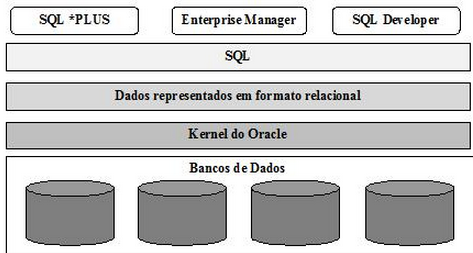 SQL *PLUS
Enterprise Manager
SQL Developer
SQL
Dados representados em formato relacional
Kernel do Oracle
Bancos de Dados